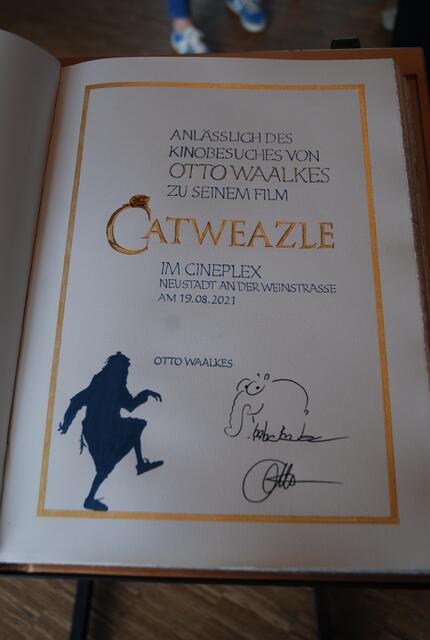 ANLÄSSLICH DES
KINOBESUCHES VON
OTTO WAALKES
ZU SEINEM FILM
CATWEAZLE
IM CINEPLEX
NEUSTADT AN DER WEINSTRASSE
AM 19.08.2021
OTTO WAALKES
Otto